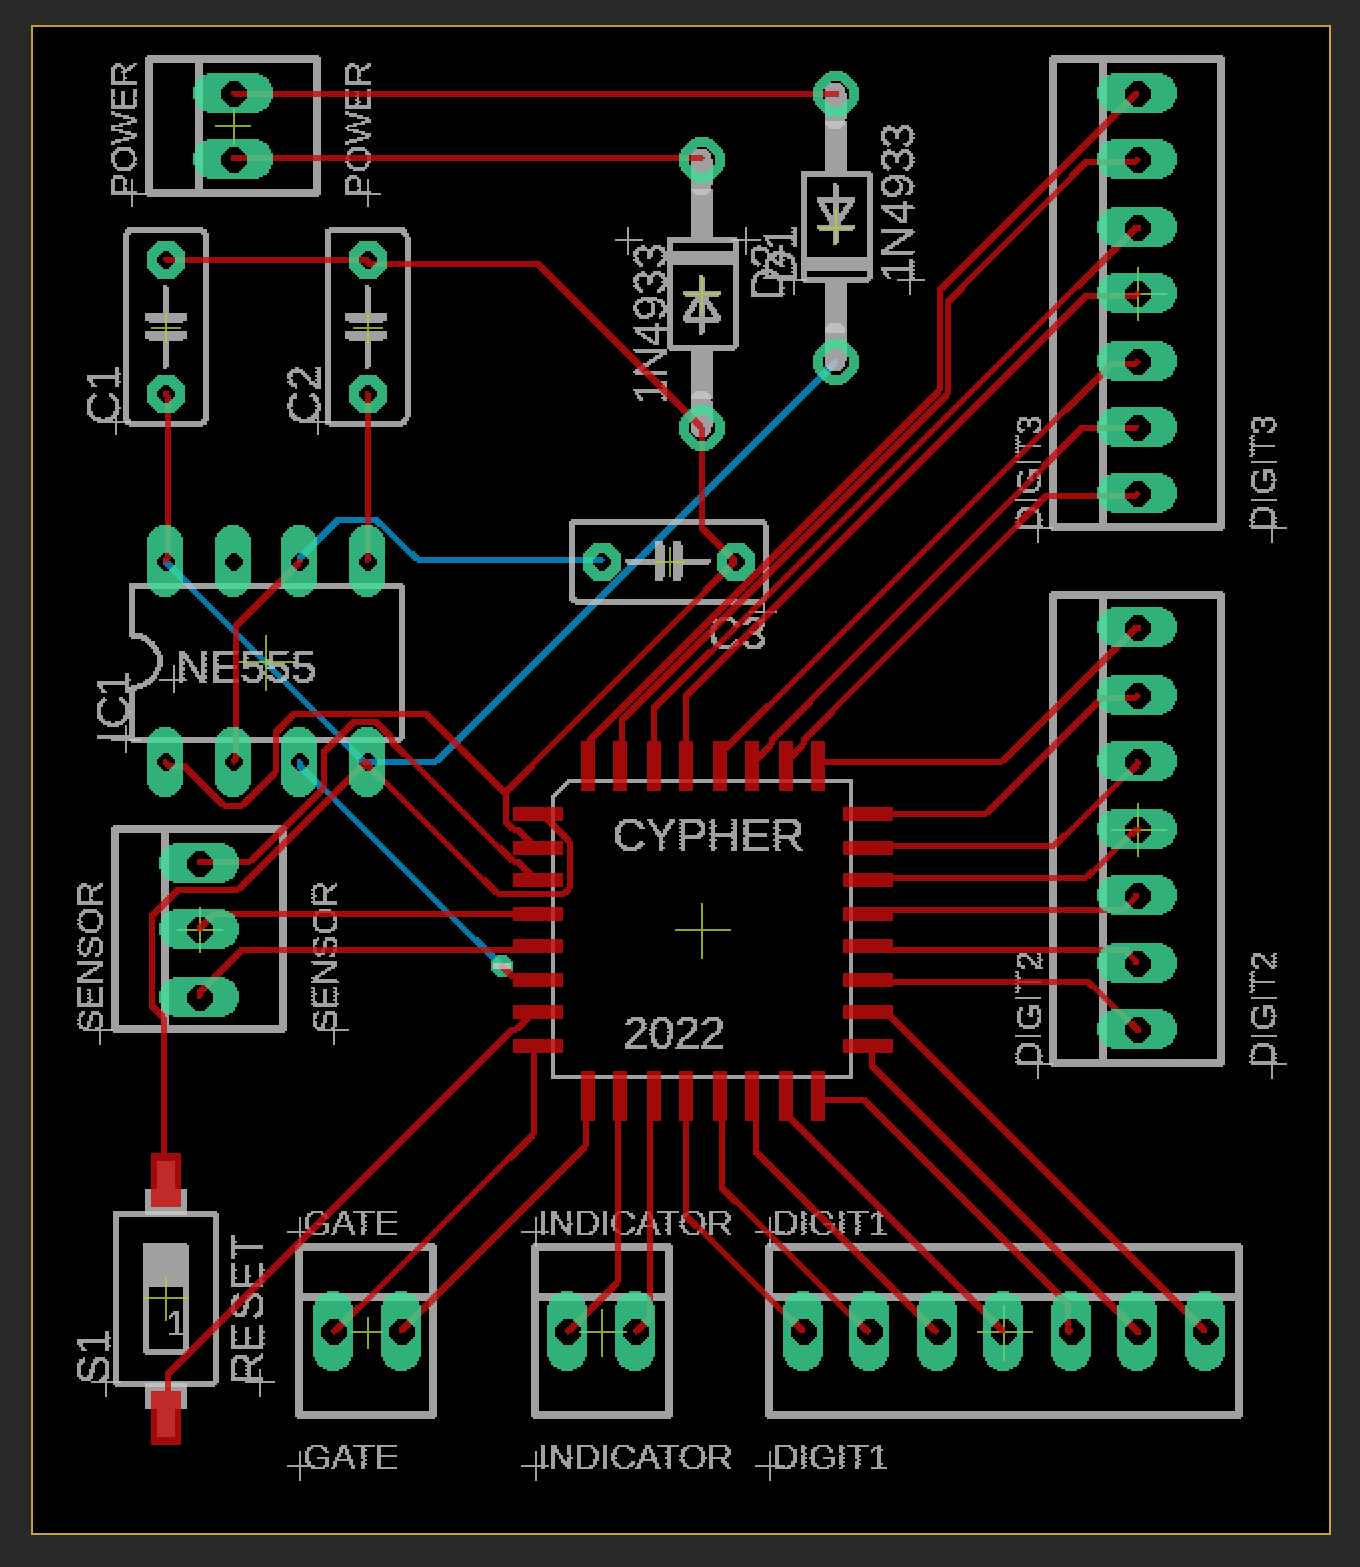 POWER
POWER
1N4933
1N4933
D2
C1
C2
DIGIT3
DIGIT3
C3
NE555
IC1
CYPHER
2022
SENSOR
SENSOR
DIGIT2
DIGIT2
GATE
INDICATOR
DIGIT1
S1
1
RESET
GATE
INDICATOR
DIGIT1